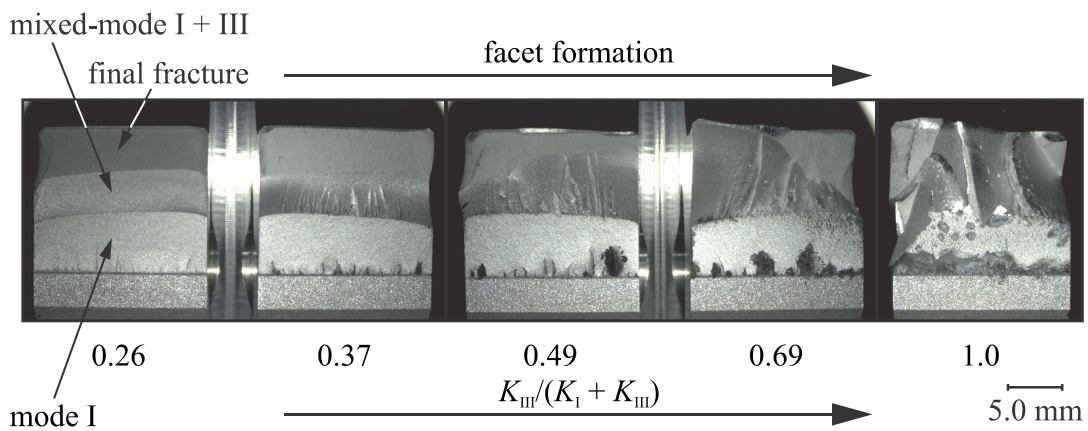 mixed-mode I + III
final fracture
facet formation
0.26 0.37 0.49 0.69 1.0
K_III/(K_I + K_III)
mode I
5.0 mm